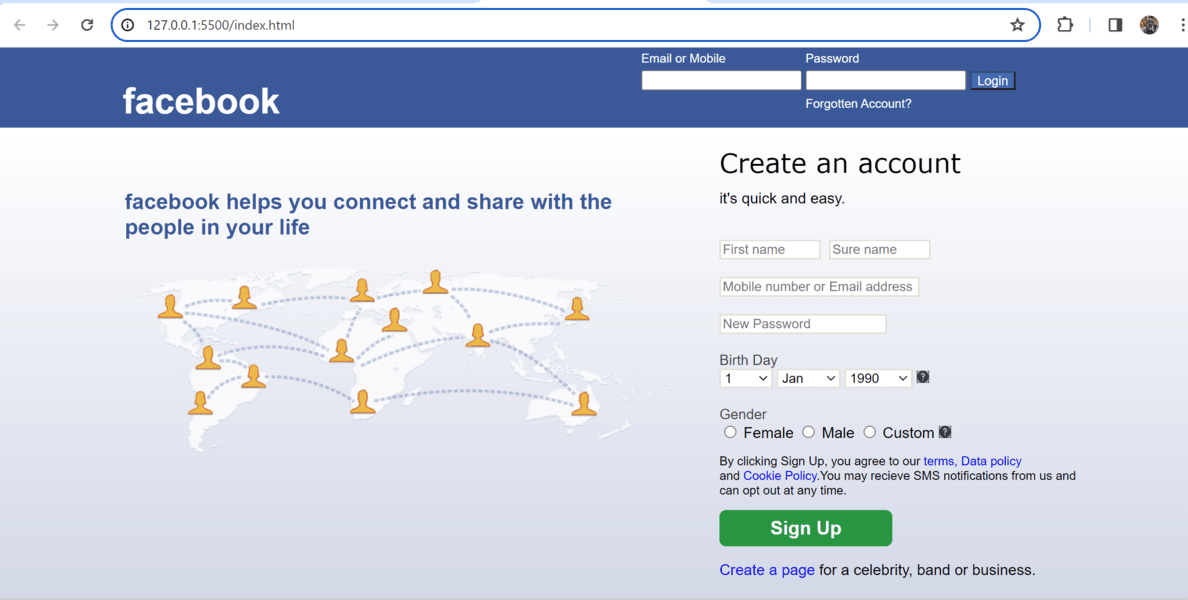 127.0.0.1:5500/index.html
Email or Mobile
Password
Login
Forgotten Account?
facebook
facebook helps you connect and share with the
people in your life
Create an account
it's quick and easy.
First name
Sure name
Mobile number or Email address
New Password
Birth Day
1
Jan
1990
?
Gender
Female
Male
Custom
?
By clicking Sign Up, you agree to our terms, Data policy
and Cookie Policy.You may recieve SMS notifications from us and
can opt out at any time.
Sign Up
Create a page for a celebrity, band or business.